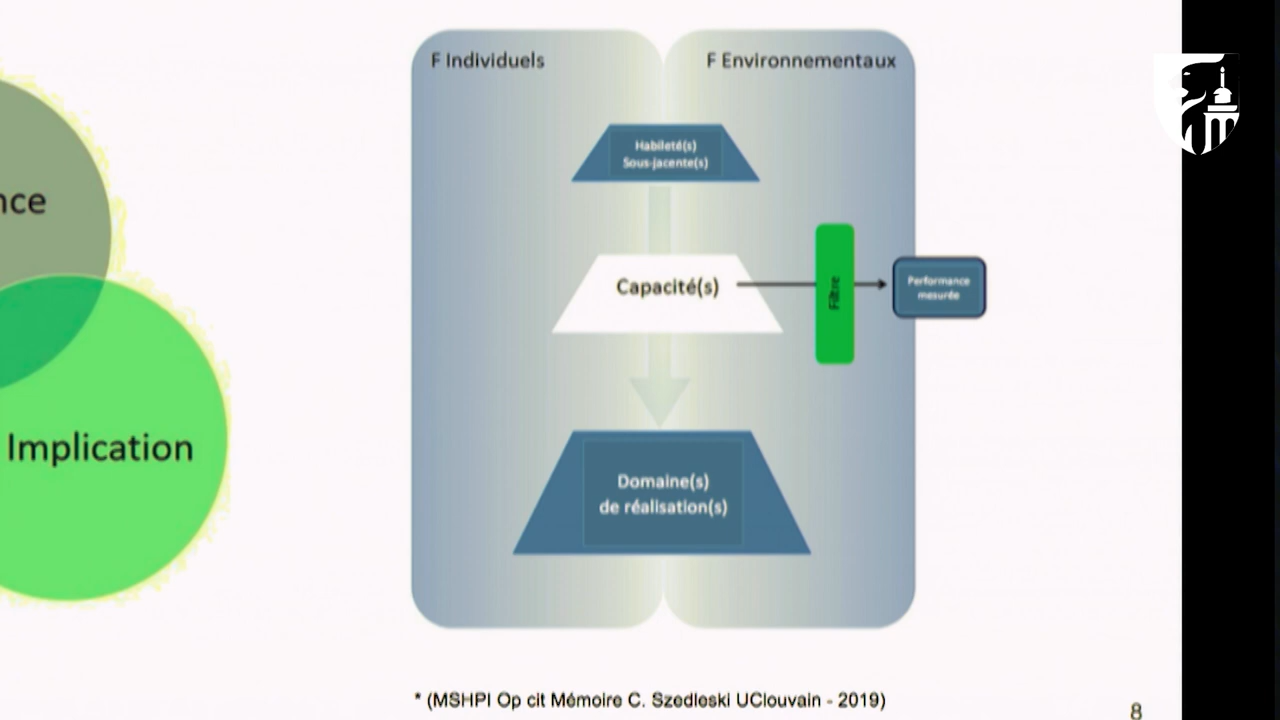 F Individuels
F Environnementaux
Habileté(s)
Sous-jacente(s)
nce
Capacité(s)
Filtre
Performance
mesurée
Implication
Domaine(s)
de réalisation(s)
* (MSHPI Op cit Mémoire C. Szedleski UClouvain - 2019)
8